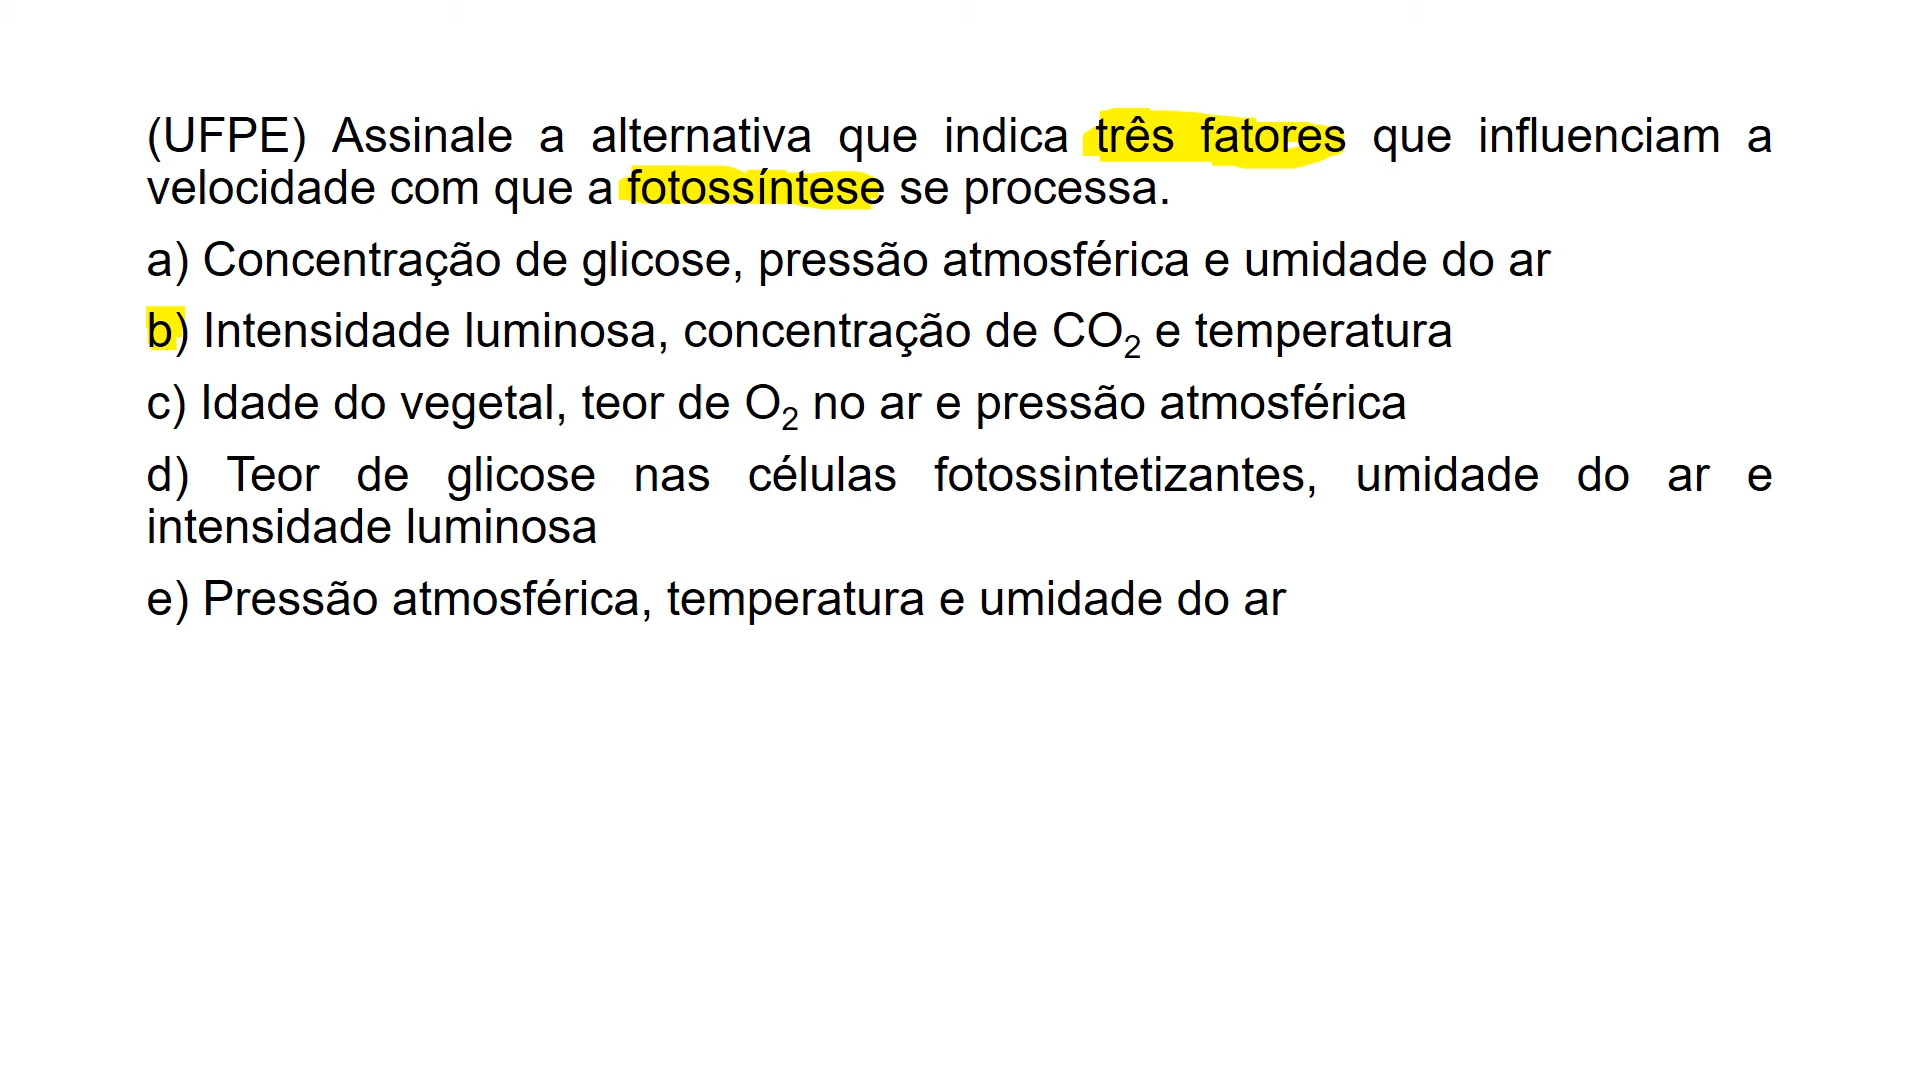 (UFPE) Assinale a alternativa que indica três fatores que influenciam a
velocidade com que a fotossíntese se processa.
a) Concentração de glicose, pressão atmosférica e umidade do ar
b) Intensidade luminosa, concentração de CO₂ e temperatura
c) Idade do vegetal, teor de O₂ no ar e pressão atmosférica
d) Teor de glicose nas células fotossintetizantes, umidade do ar e
intensidade luminosa
e) Pressão atmosférica, temperatura e umidade do ar